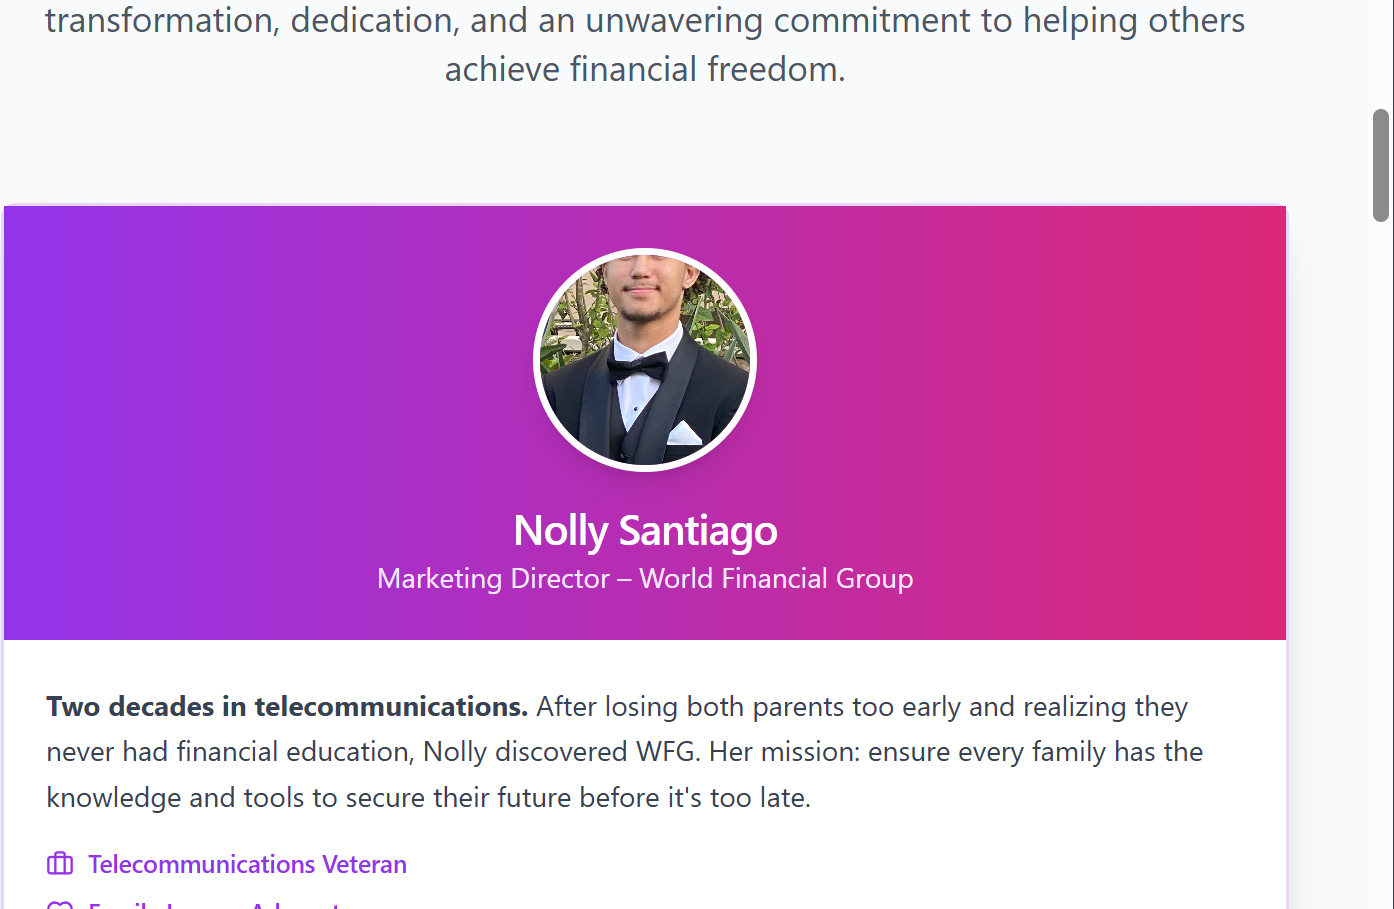 transformation, dedication, and an unwavering commitment to helping others
achieve financial freedom.
Nolly Santiago
Marketing Director – World Financial Group
Two decades in telecommunications. After losing both parents too early and realizing they
never had financial education, Nolly discovered WFG. Her mission: ensure every family has the
knowledge and tools to secure their future before it's too late.
Telecommunications Veteran